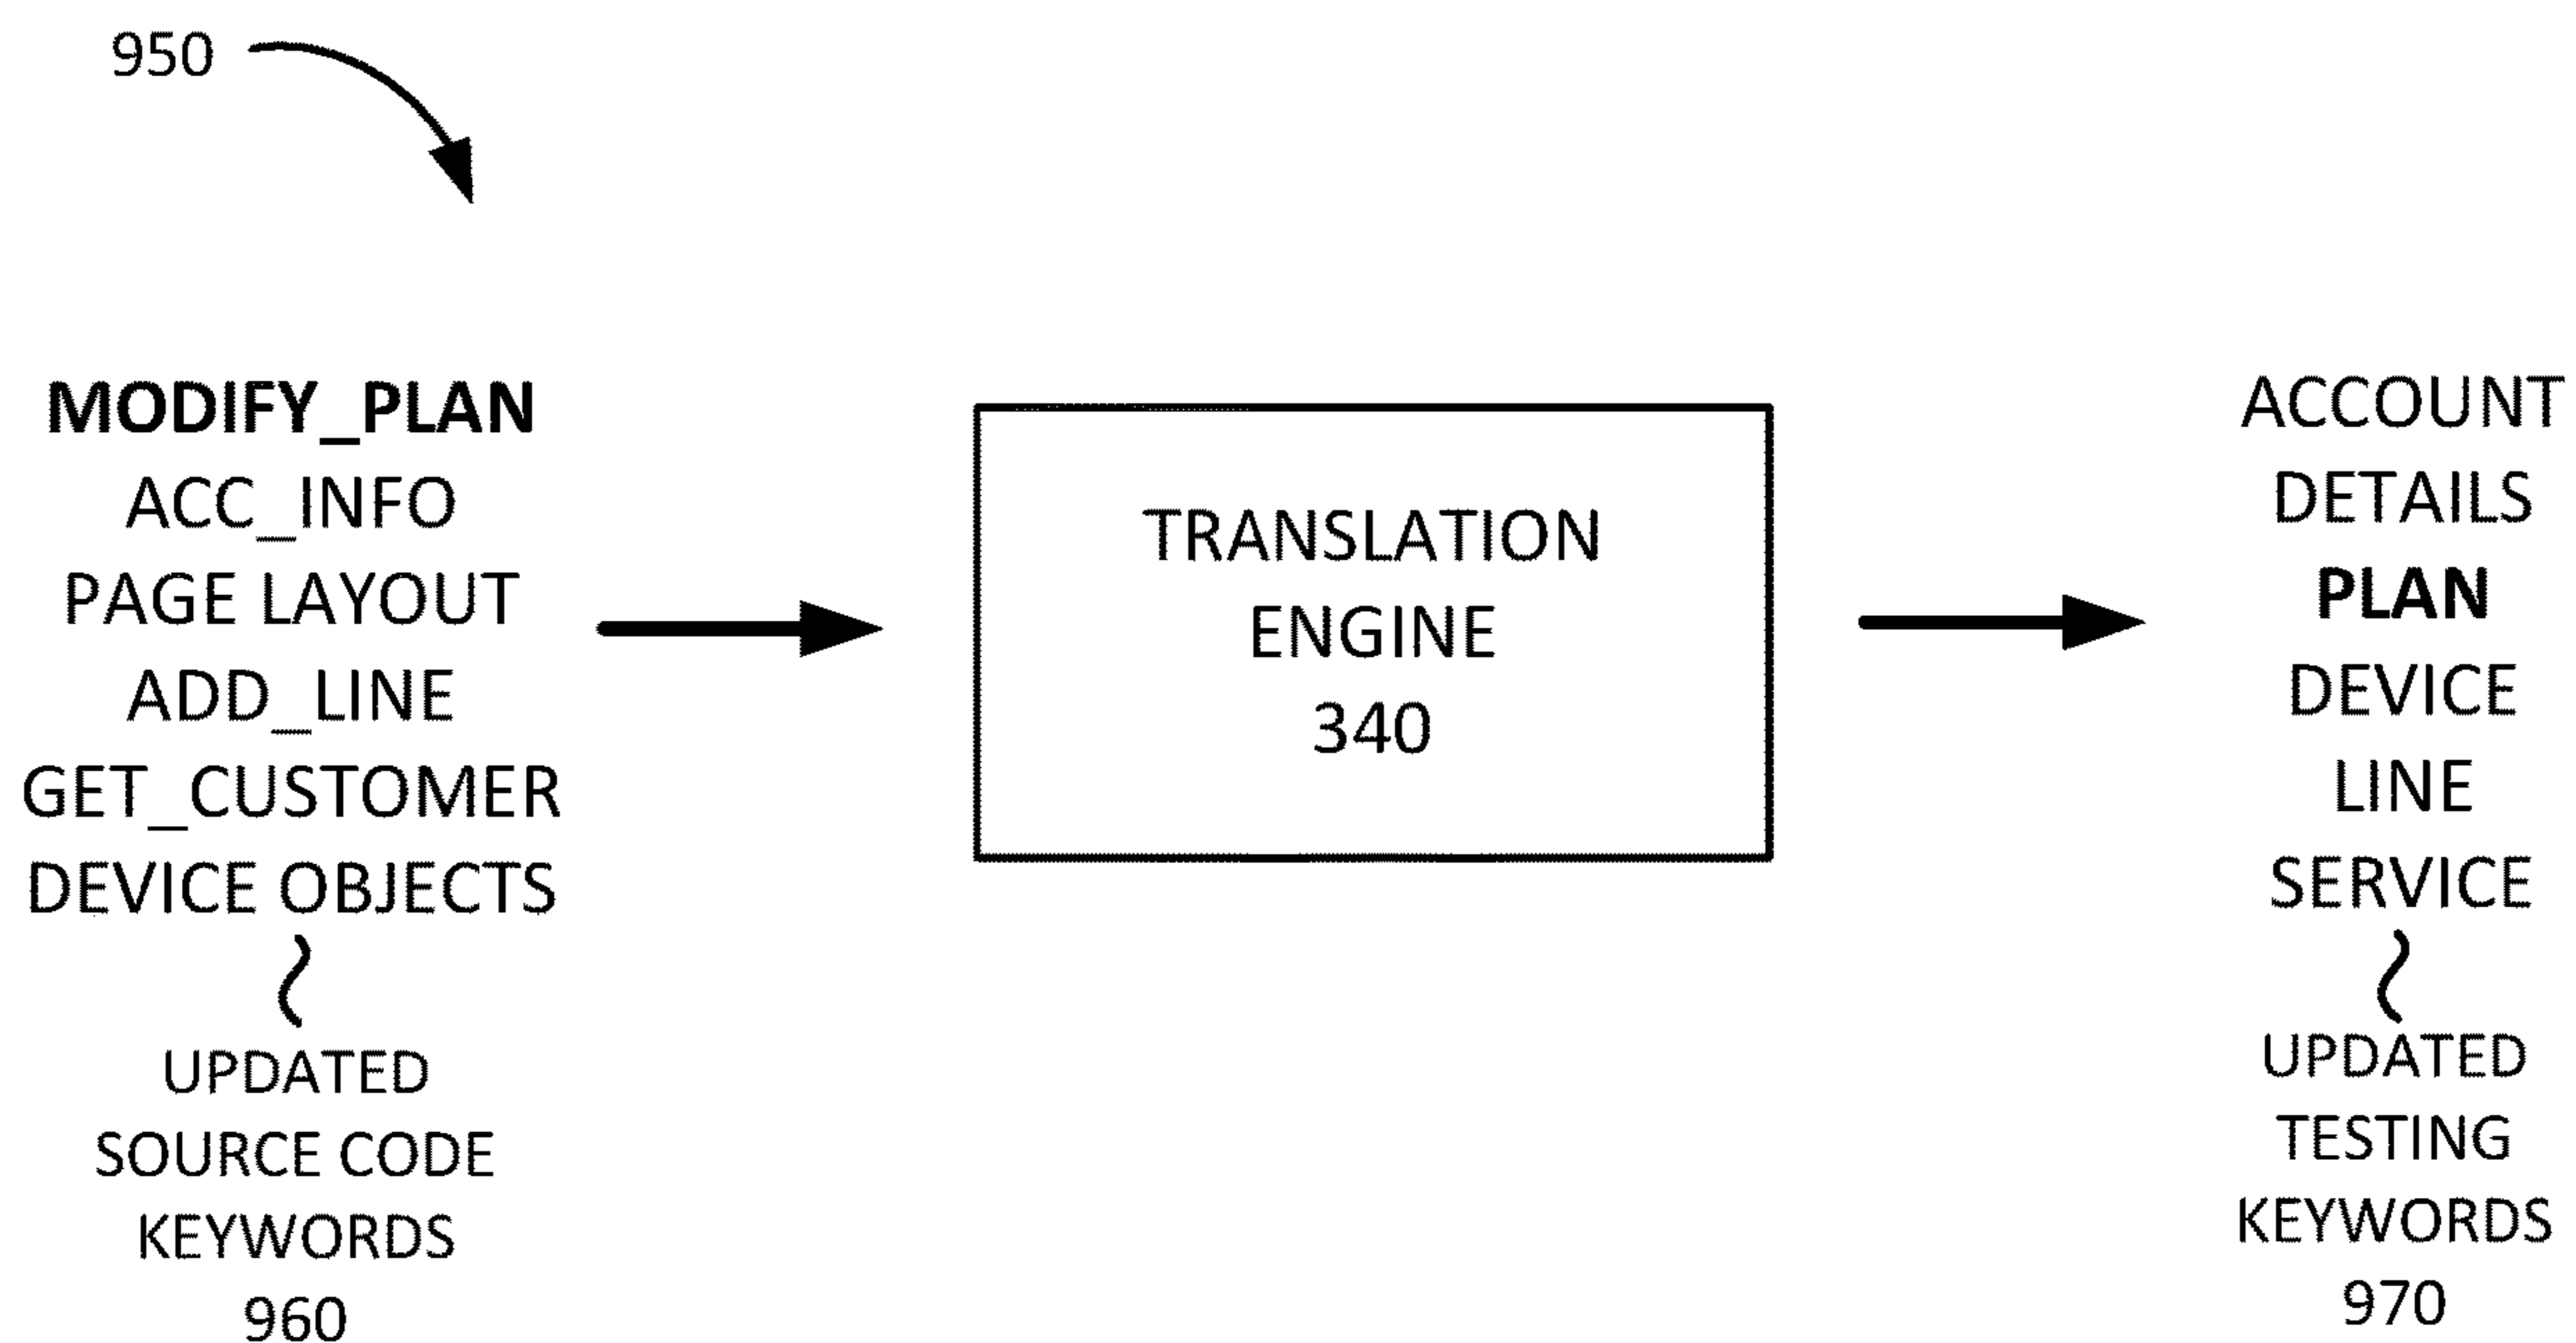 950
MODIFY_PLAN
ACC_INFO
PAGE LAYOUT
ADD_LINE
GET_CUSTOMER
DEVICE OBJECTS
UPDATED
SOURCE CODE
KEYWORDS
960
TRANSLATION
ENGINE
340
ACCOUNT
DETAILS
PLAN
DEVICE
LINE
SERVICE
UPDATED
TESTING
KEYWORDS
970